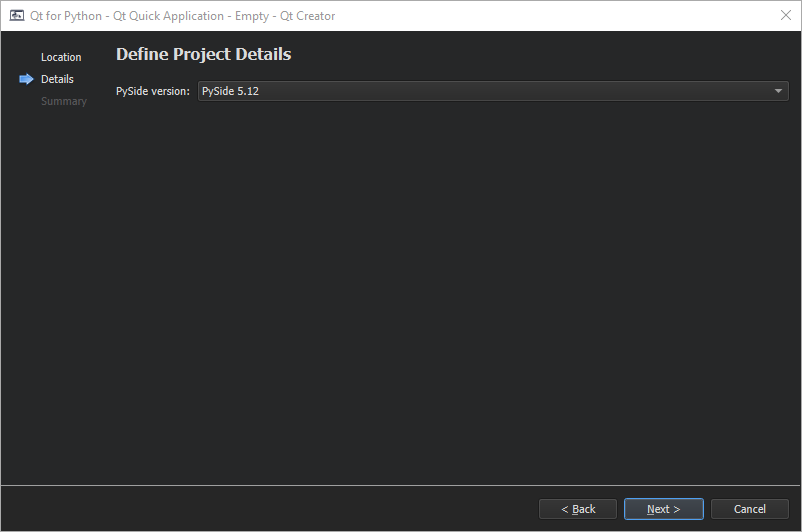 Qt for Python - Qt Quick Application - Empty - Qt Creator
Location
Details
Summary
Define Project Details
PySide version: PySide 5.12
< Back
Next >
Cancel